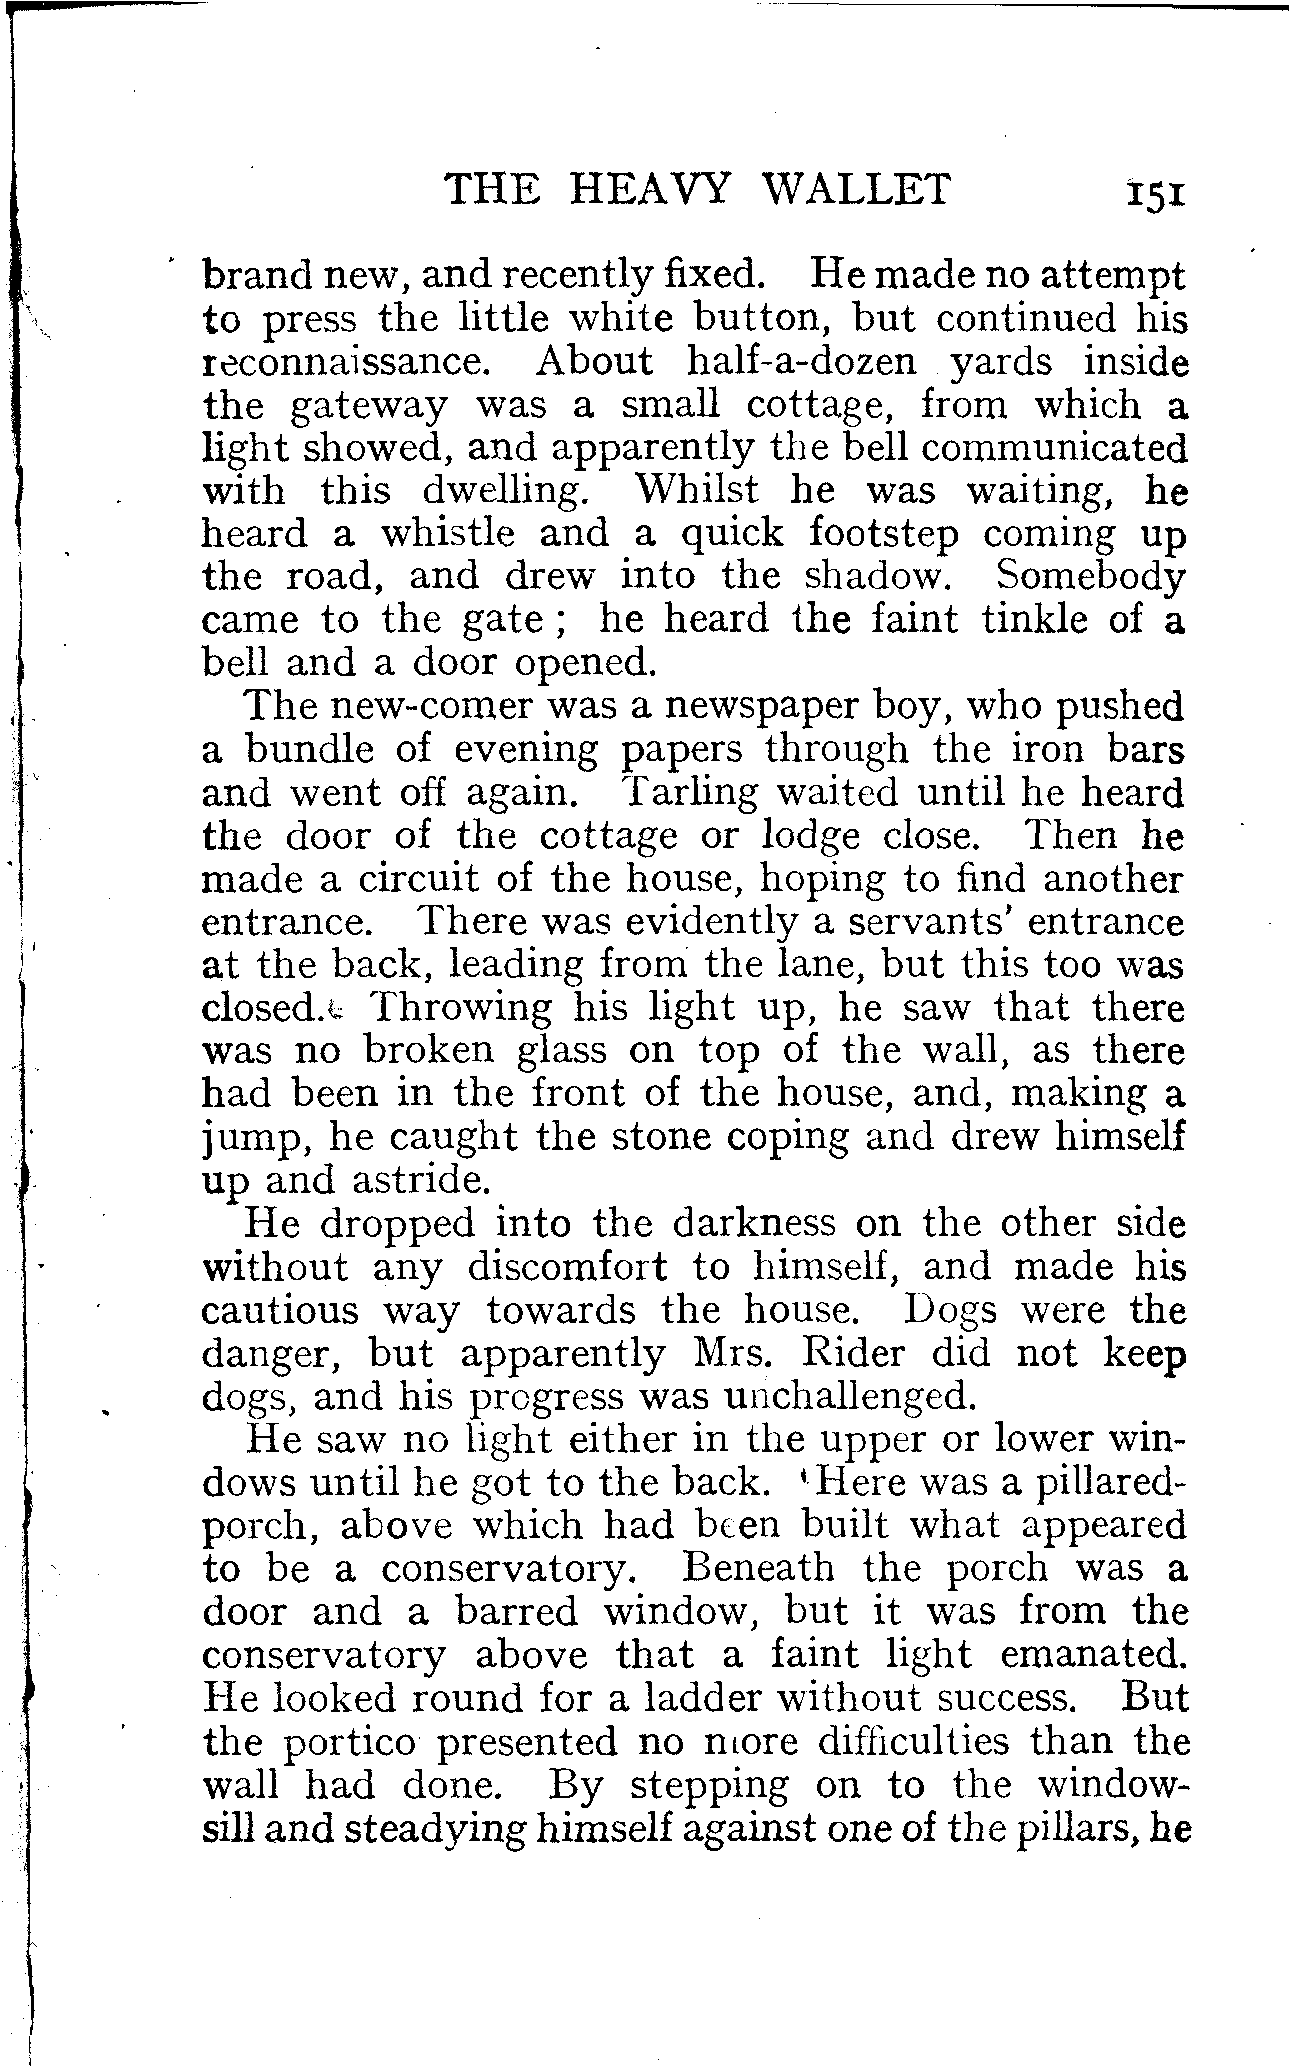 THE HEAVY WALLET 151
brand new, and recently fixed. He made no attempt
to press the little white button, but continued his
reconnaissance. About half-a-dozen yards inside
the gateway was a small cottage, from which a
light showed, and apparently the bell communicated
with this dwelling. Whilst he was waiting, he
heard a whistle and a quick footstep coming up
the road, and drew into the shadow. Somebody
came to the gate ; he heard the faint tinkle of a
bell and a door opened.
The new-comer was a newspaper boy, who pushed
a bundle of evening papers through the iron bars
and went off again. Tarling waited until he heard
the door of the cottage or lodge close. Then he
made a circuit of the house, hoping to find another
entrance. There was evidently a servants' entrance
at the back, leading from the lane, but this too was
closed. Throwing his light up, he saw that there
was no broken glass on top of the wall, as there
had been in the front of the house, and, making a
jump, he caught the stone coping and drew himself
up and astride.
He dropped into the darkness on the other side
without any discomfort to himself, and made his
cautious way towards the house. Dogs were the
danger, but apparently Mrs. Rider did not keep
dogs, and his progress was unchallenged.
He saw no light either in the upper or lower win-
dows until he got to the back. Here was a pillared-
porch, above which had been built what appeared
to be a conservatory. Beneath the porch was a
door and a barred window, but it was from the
conservatory above that a faint light emanated.
He looked round for a ladder without success. But
the portico presented no more difficulties than the
wall had done. By stepping on to the window-
sill and steadying himself against one of the pillars, he